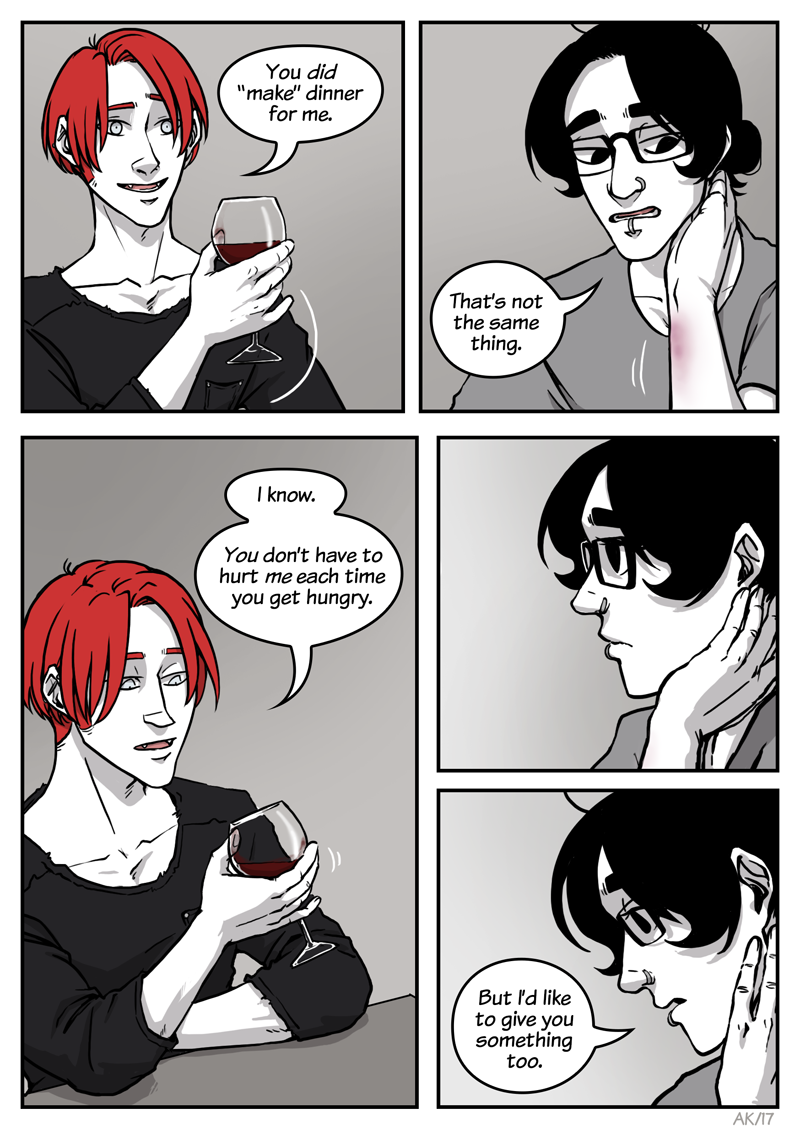 You did
"make" dinner
for me.
That's not
the same
thing.
I know.
You don't have to
hurt me each time
you get hungry.
But I'd like
to give you
something
too.
AK/17